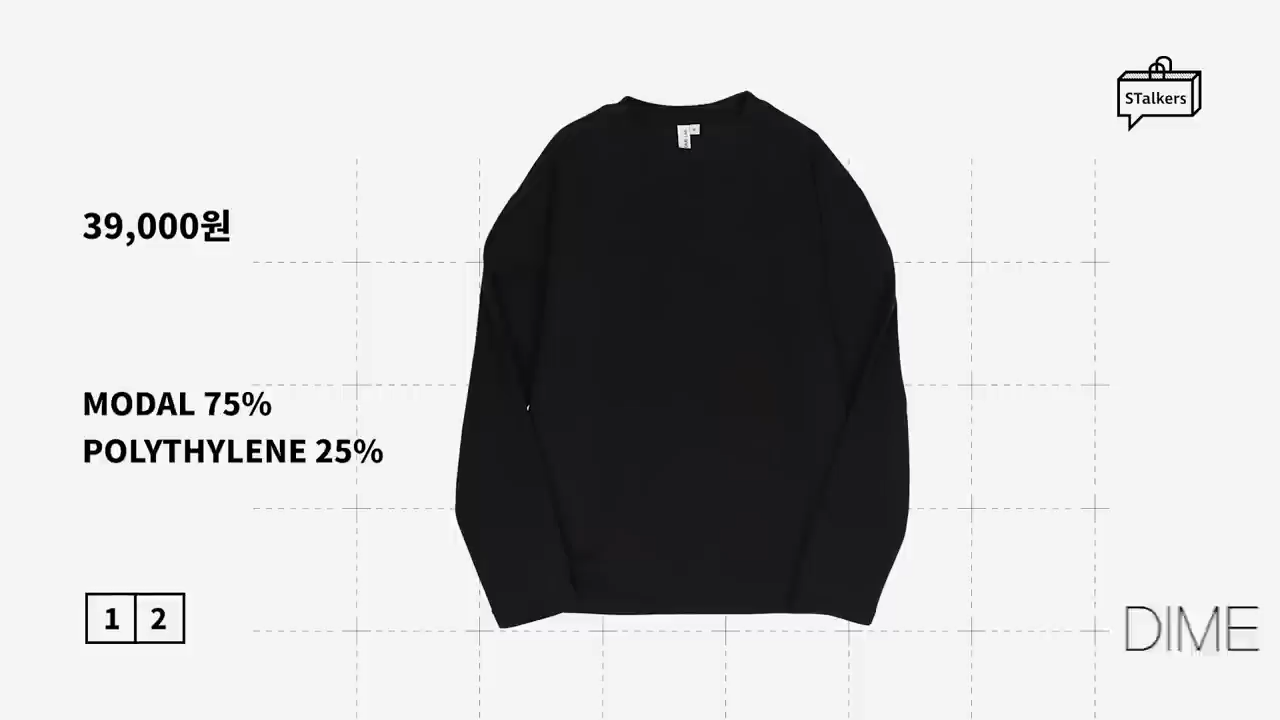 STalkers
39,000원
MODAL 75%
POLYTHYLENE 25%
1 2
DIME